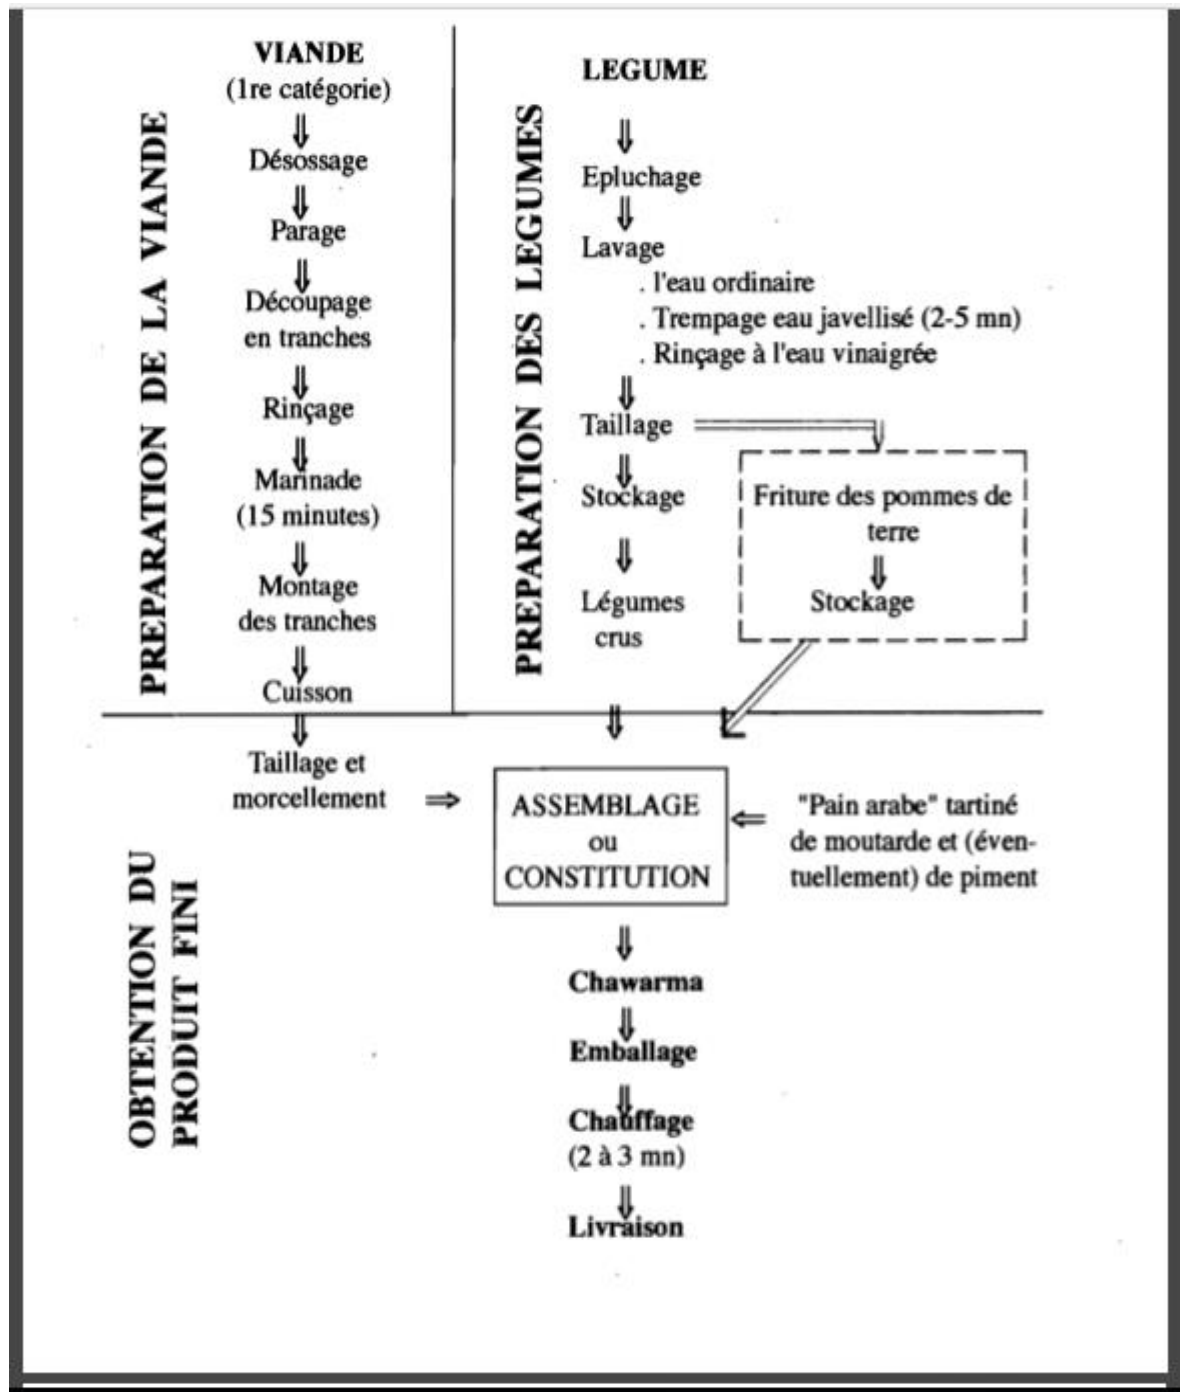 PREPARATION DE LA VIANDE
VIANDE
(1re catégorie)
Désossage
Parage
Découpage
en tranches
Rinçage
Marinade
(15 minutes)
Montage
des tranches
Cuisson
PREPARATION DES LEGUMES
LEGUME
Epluchage
Lavage
. l'eau ordinaire
. Trempage eau javellisé (2-5 mn)
. Rinçage à l'eau vinaigrée
Taillage
Stockage
Légumes
crus
Friture des pommes de
terre
Stockage
OBTENTION DU
PRODUIT FINI
Taillage et
morcellement
ASSEMBLAGE
ou
CONSTITUTION
"Pain arabe" tartiné
de moutarde et (éven-
tuellement) de piment
Chawarma
Emballage
Chauffage
(2 à 3 mn)
Livraison